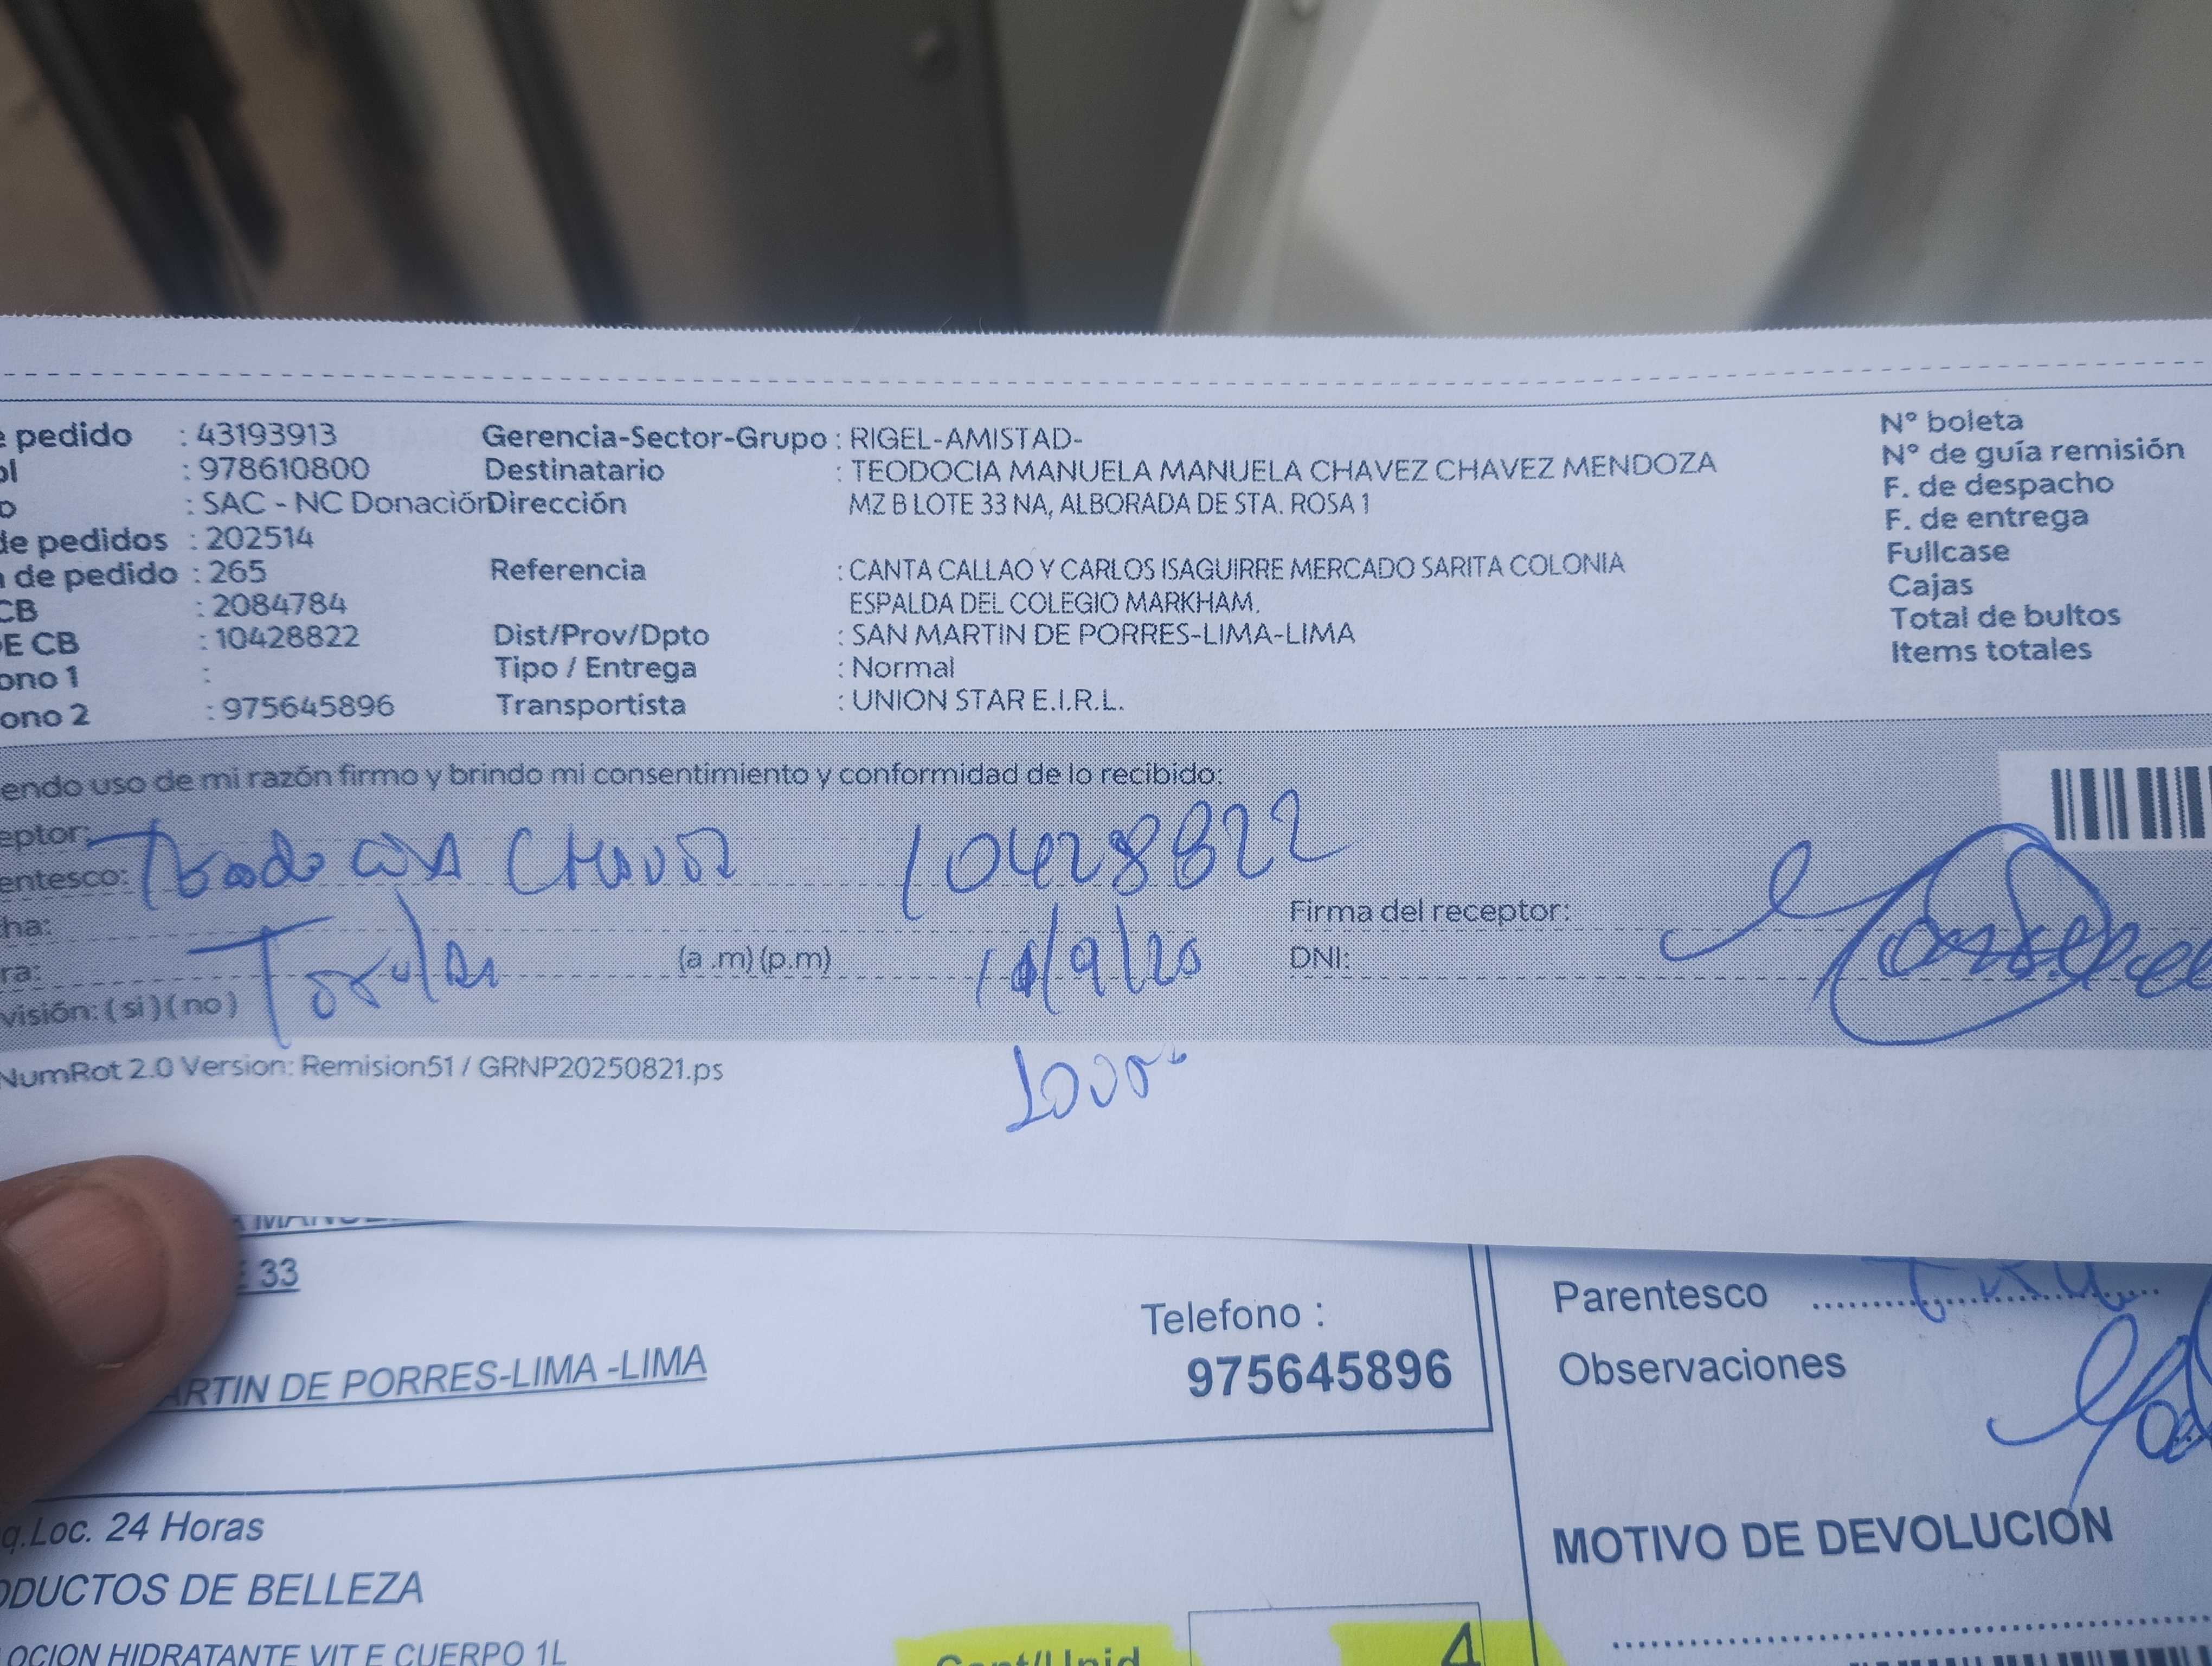 pedido : 43193913 Gerencia-Sector-Grupo : RIGEL-AMISTAD- N° boleta
: 978610800 Destinatario : TEODOCIA MANUELA MANUELA CHAVEZ CHAVEZ MENDOZA N° de guía remisión
: SAC - NC Donación Dirección MZ B LOTE 33 NA, ALBORADA DE STA. ROSA 1 F. de despacho
de pedidos : 202514 F. de entrega
de pedido : 265 Referencia : CANTA CALLAO Y CARLOS ISAGUIRRE MERCADO SARITA COLONIA Fullcase
CB : 2084784 ESPALDA DEL COLEGIO MARKHAM. Cajas
E CB : 10428822 Dist/Prov/Dpto : SAN MARTIN DE PORRES-LIMA-LIMA Total de bultos
ono 1 : Tipo / Entrega : Normal Items totales
ono 2 : 975645896 Transportista : UNION STAR E.I.R.L.
endo uso de mi razón firmo y brindo mi consentimiento y conformidad de lo recibido:
eptor:
entesco: 10428822
ha: Firma del receptor:
ra: (a .m) (p.m) DNI:
visión: ( si ) ( no )
NumRot 2.0 Version: Remision51 / GRNP20250821.ps
33
Telefono : Parentesco
ARTIN DE PORRES-LIMA -LIMA 975645896 Observaciones
q.Loc. 24 Horas MOTIVO DE DEVOLUCION
ODUCTOS DE BELLEZA
OCION HIDRATANTE VIT E CUERPO 1L Cant/Unid 4